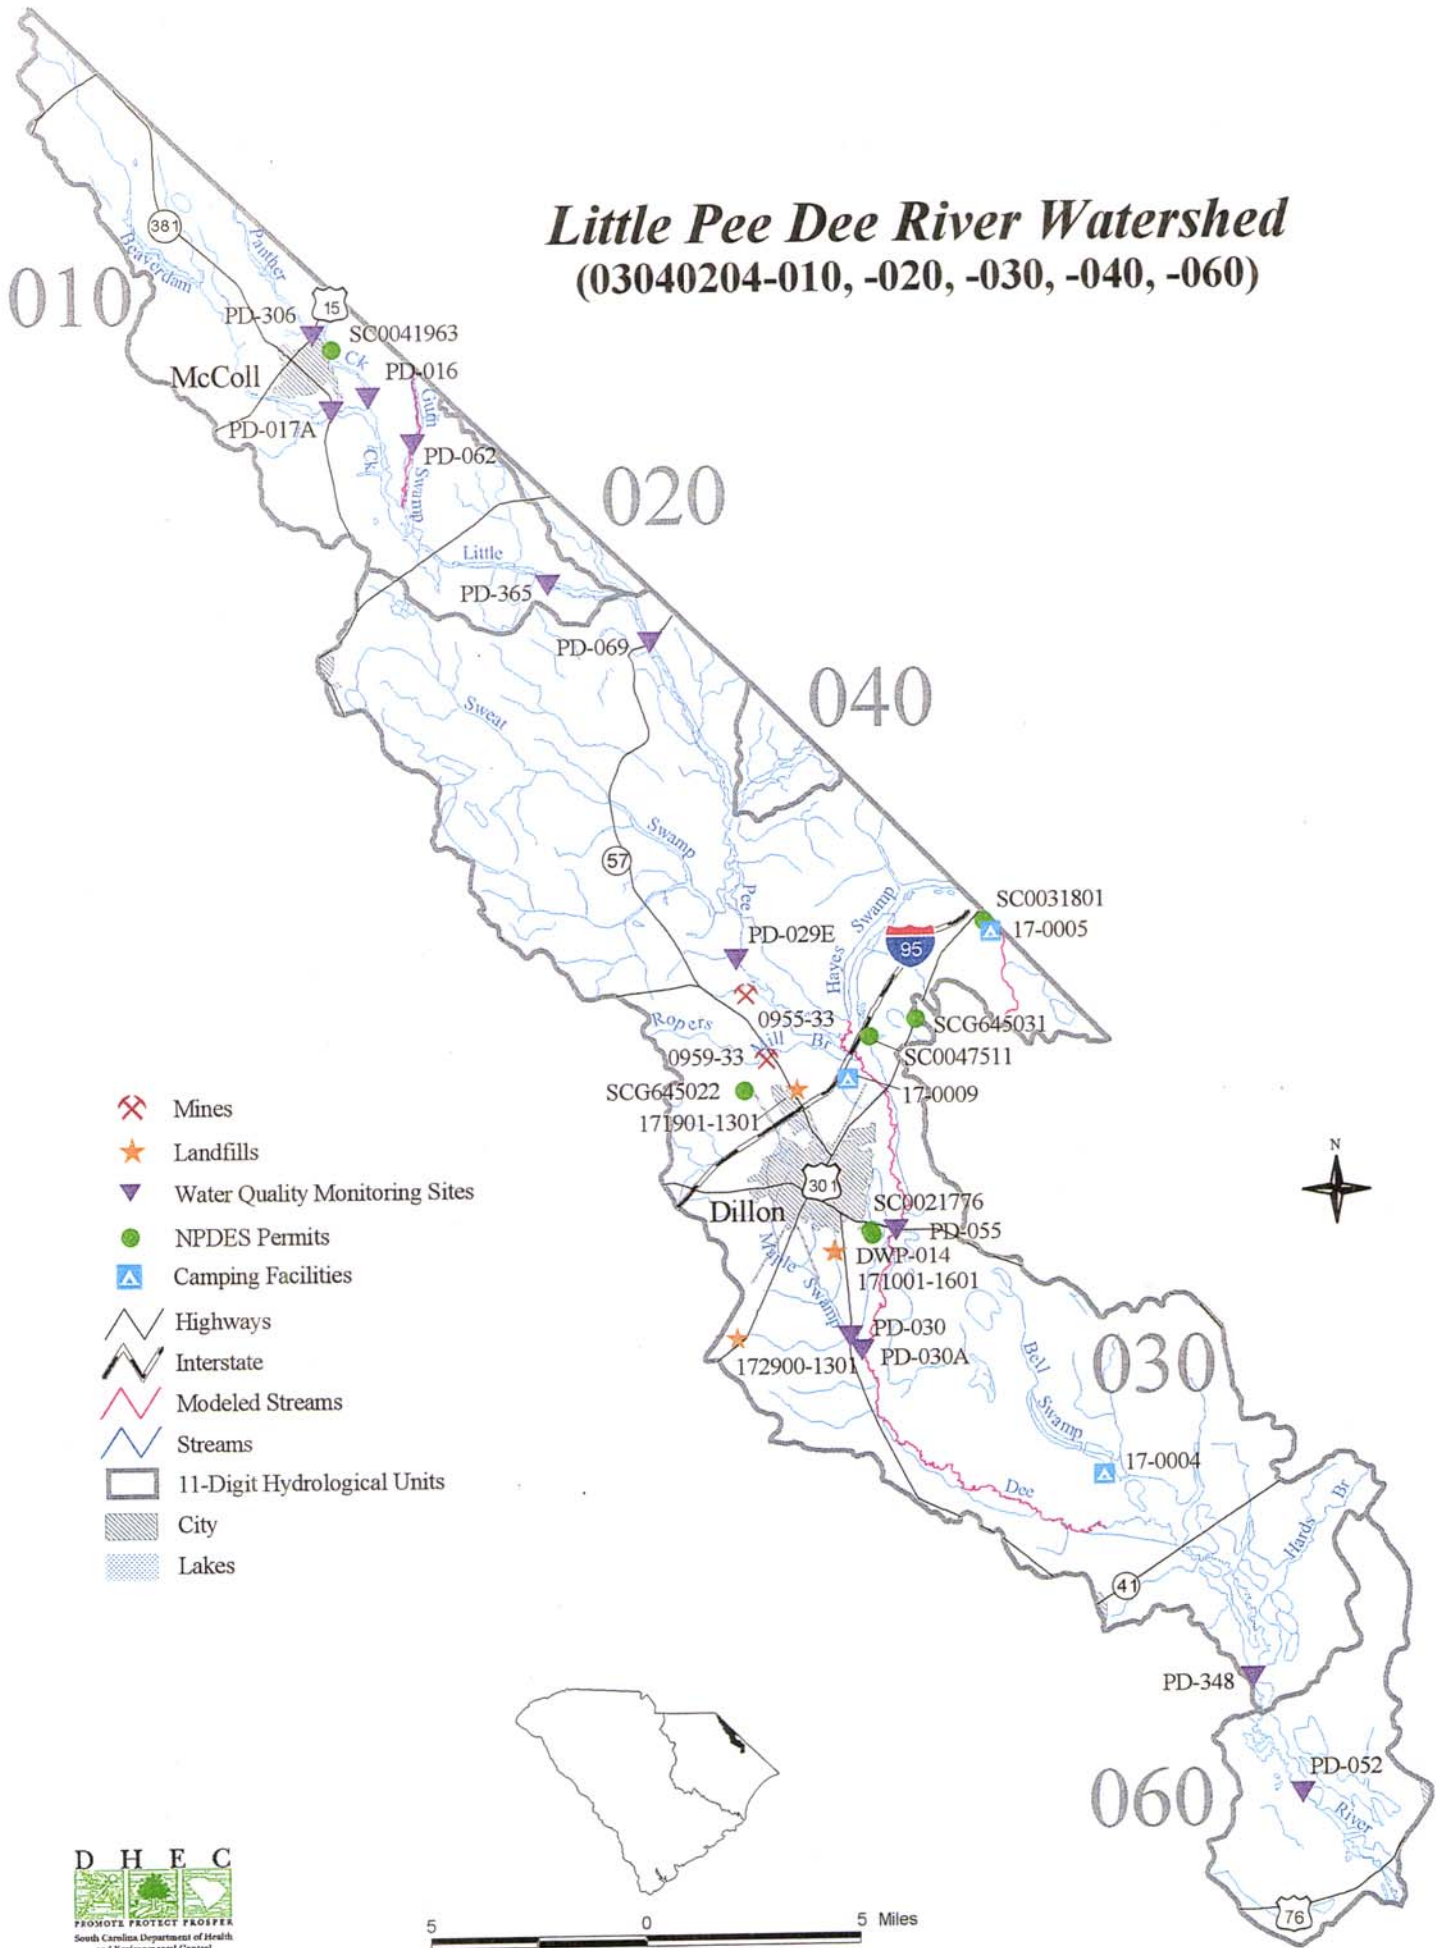 Little Pee Dee River Watershed
(03040204-010, -020, -030, -040, -060)
381
Beaverdam
Panther
010
15
PD-306
SC0041963
Ck
McColl
PD-016
Gum
PD-017A
PD-062
Ck
Swamp
020
Little
PD-365
PD-069
040
Sweat
Swamp
57
Pee
Swamp
SC0031801
17-0005
PD-029E
95
Hayes
0955-33
SCG645031
Ropers
Mill Br
0959-33
SC0047511
SCG645022
17-0009
171901-1301
301
Dillon
SC0021776
PD-055
Maple
DWP-014
171001-1601
Swamp
PD-030
PD-030A
172900-1301
Bell
030
Swamp
17-0004
Dee
Hards
Br
41
PD-348
PD-052
060
River
76
Mines
Landfills
Water Quality Monitoring Sites
NPDES Permits
Camping Facilities
Highways
Interstate
Modeled Streams
Streams
11-Digit Hydrological Units
City
Lakes
N
D H E C
PROMOTE PROTECT PROSPER
South Carolina Department of Health
and Environmental Control
5 0 5 Miles